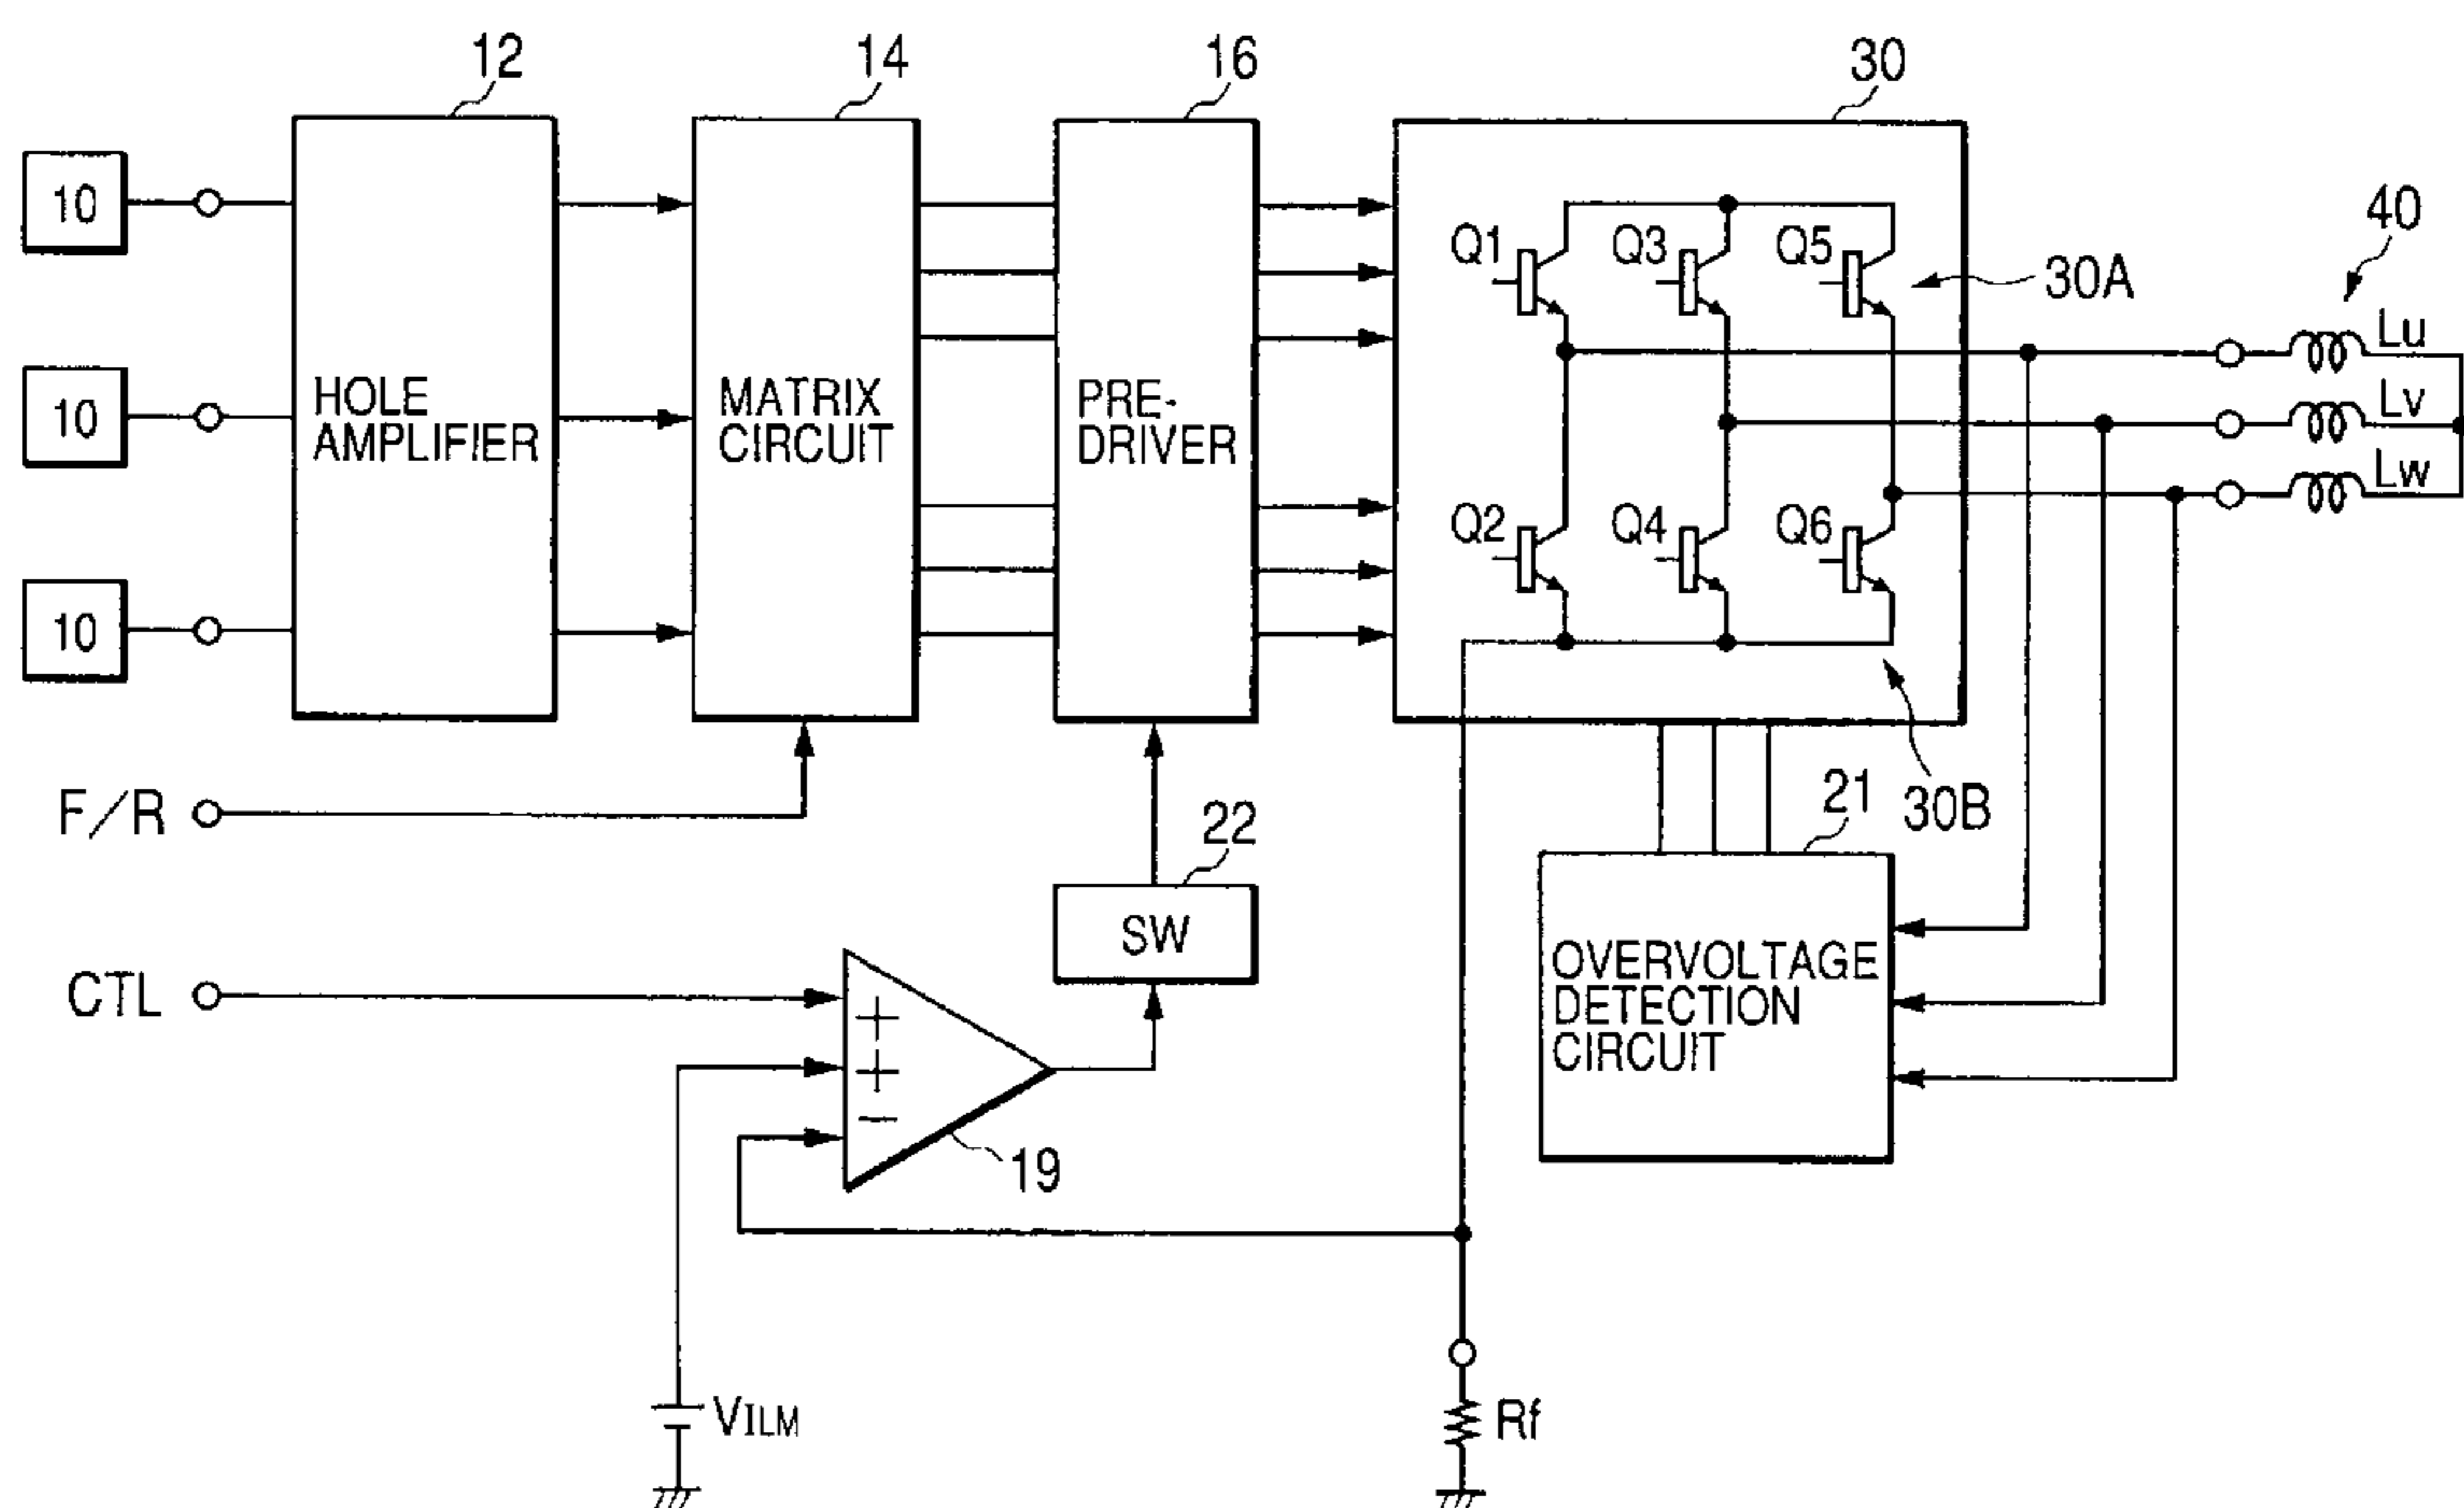 12
14
16
30
10
10
10
HOLE
AMPLIFIER
MATRIX
CIRCUIT
PRE-
DRIVER
Q1
Q3
Q5
30A
40
Lu
Lv
Lw
Q2
Q4
Q6
F/R
22
21
30B
SW
CTL
+
+
−
19
OVERVOLTAGE
DETECTION
CIRCUIT
VILM
Rf